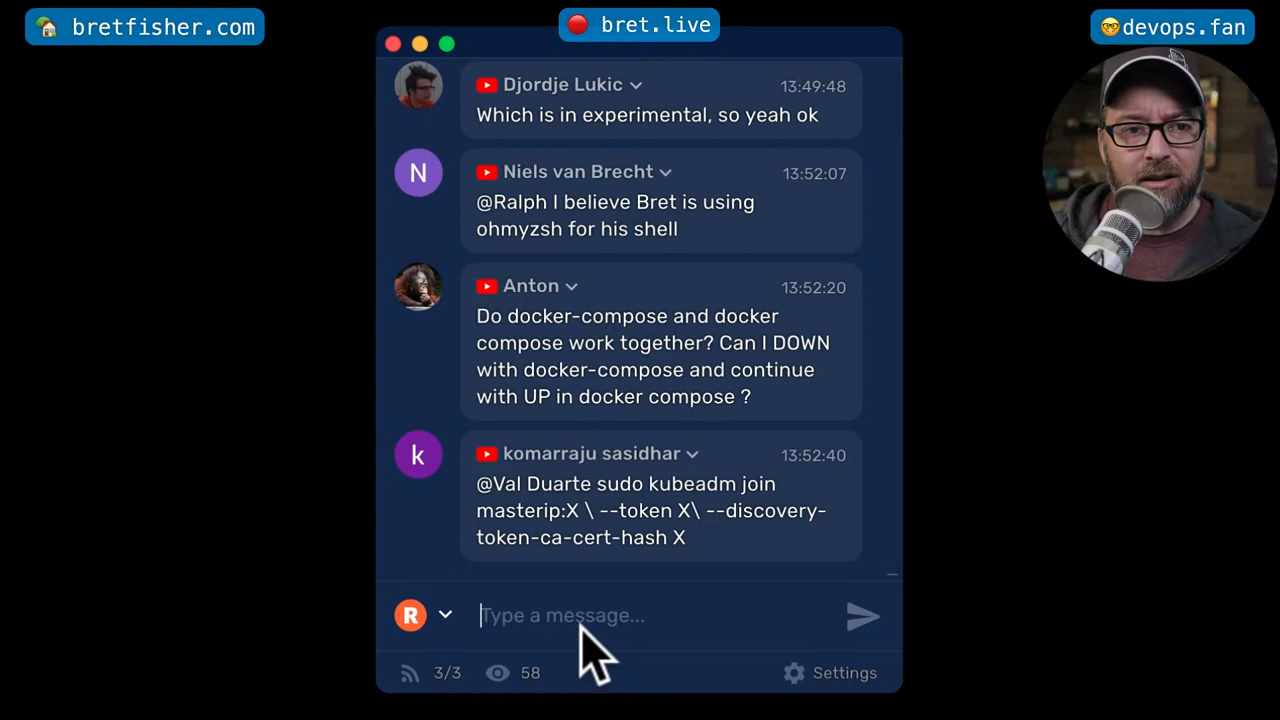 bretfisher.com
bret.live
devops.fan
Djordje Lukic
13:49:48
Which is in experimental, so yeah ok
N
Niels van Brecht
13:52:07
@Ralph I believe Bret is using
ohmyzsh for his shell
Anton
13:52:20
Do docker-compose and docker
compose work together? Can I DOWN
with docker-compose and continue
with UP in docker compose ?
k
komarraju sasidhar
13:52:40
@Val Duarte sudo kubeadm join
masterip:X \ --token X\ --discovery-
token-ca-cert-hash X
R
Type a message...
3/3
58
Settings